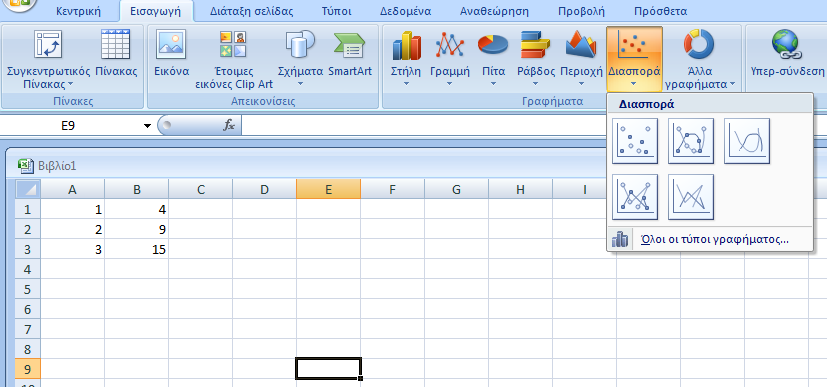 Κεντρική Εισαγωγή Διάταξη σελίδας Τύποι Δεδομένα Αναθεώρηση Προβολή Πρόσθετα
Συγκεντρωτικός Πίνακας
Πίνακας
Εικόνα
Έτοιμες εικόνες Clip Art
Σχήματα
SmartArt
Στήλη
Γραμμή
Πίτα
Ράβδος
Περιοχή
Διασπορά
Άλλα γραφήματα
Υπερ-σύνδεση
Πίνακες Απεικονίσεις Γραφήματα
Διασπορά
Όλοι οι τύποι γραφήματος...
E9 fx
Βιβλίο1
A B C D E F G H I
1 1 4
2 2 9
3 3 15
4
5
6
7
8
9